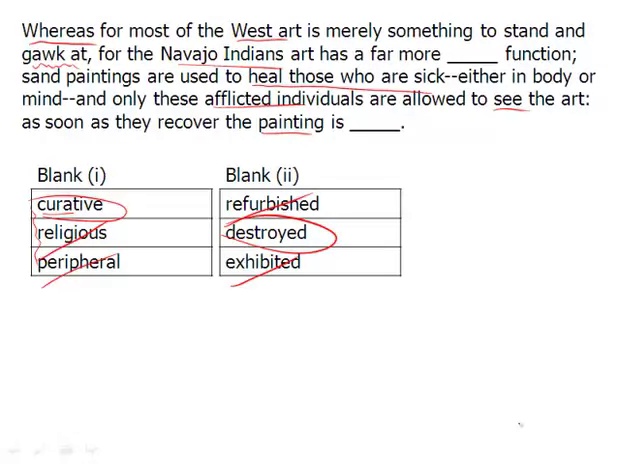 Whereas for most of the West art is merely something to stand and
gawk at, for the Navajo Indians art has a far more _____ function;
sand paintings are used to heal those who are sick--either in body or
mind--and only these afflicted individuals are allowed to see the art:
as soon as they recover the painting is _____.
Blank (i) Blank (ii)
curative refurbished
religious destroyed
peripheral exhibited